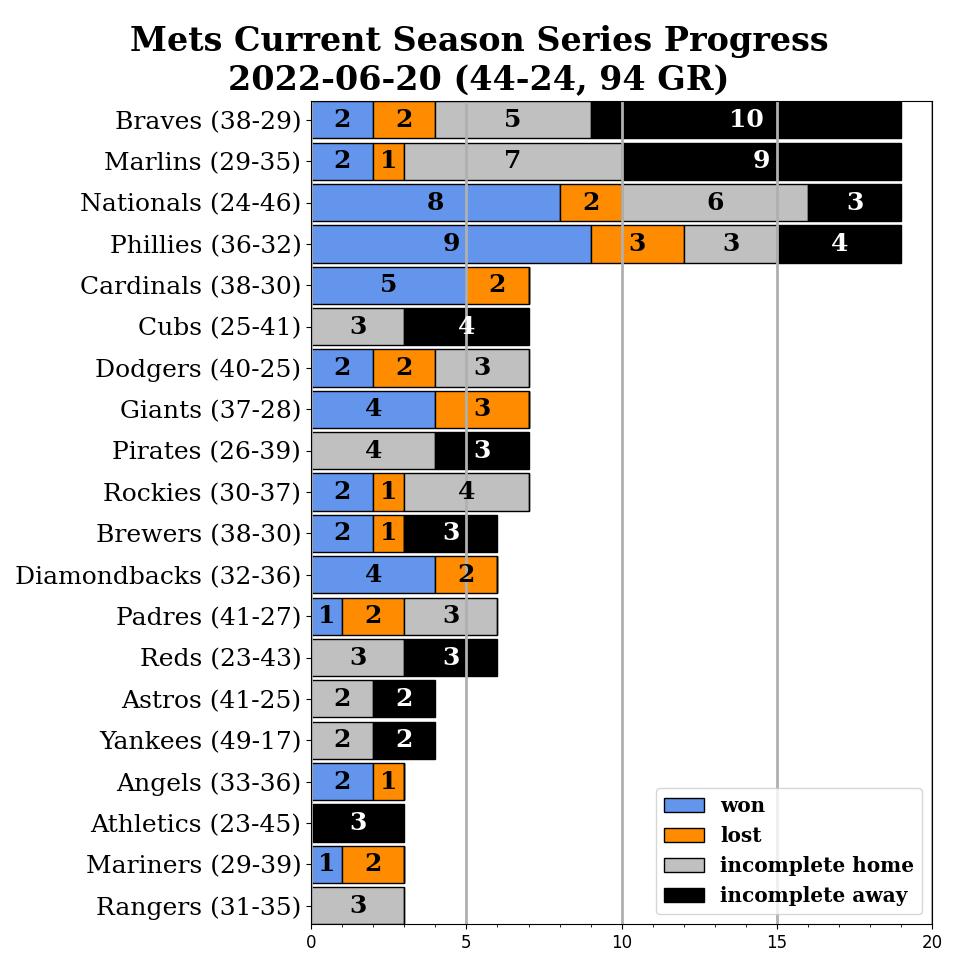 Mets Current Season Series Progress
2022-06-20 (44-24, 94 GR)
Braves (38-29) 2 2 5 10
Marlins (29-35) 2 1 7 9
Nationals (24-46) 8 2 6 3
Phillies (36-32) 9 3 3 4
Cardinals (38-30) 5 2
Cubs (25-41) 3 4
Dodgers (40-25) 2 2 3
Giants (37-28) 4 3
Pirates (26-39) 4 3
Rockies (30-37) 2 1 4
Brewers (38-30) 2 1 3
Diamondbacks (32-36) 4 2
Padres (41-27) 1 2 3
Reds (23-43) 3 3
Astros (41-25) 2 2
Yankees (49-17) 2 2
Angels (33-36) 2 1
Athletics (23-45) 3
Mariners (29-39) 1 2
Rangers (31-35) 3
won
lost
incomplete home
incomplete away
0 5 10 15 20